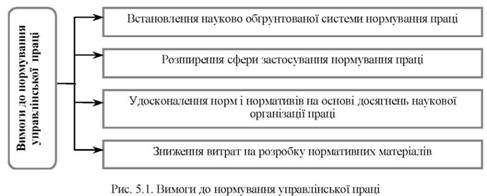 Вимоги до нормування
управлінської праці
Встановлення науково обґрунтованої системи нормування праці
Розширення сфери застосування нормування праці
Удосконалення норм і нормативів на основі досягнень наукової
організації праці
Зниження витрат на розробку нормативних матеріалів
Рис. 5.1. Вимоги до нормування управлінської праці